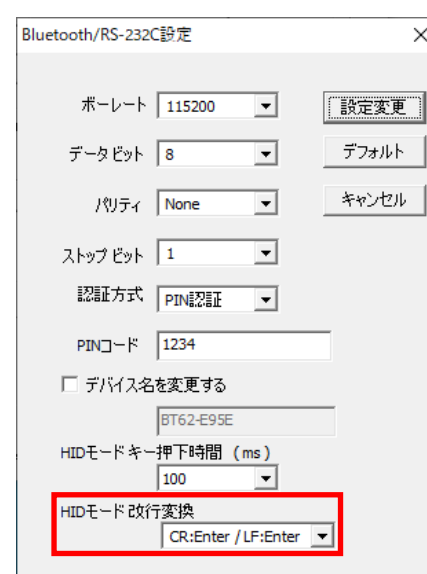 Bluetooth/RS-232C設定
ボーレート 115200 設定変更
データ ビット 8 デフォルト
パリティ None キャンセル
ストップ ビット 1
認証方式 PIN認証
PINコード 1234
デバイス名を変更する
BT62-E95E
HIDモード キー押下時間 (ms)
100
HIDモード 改行変換
CR:Enter / LF:Enter